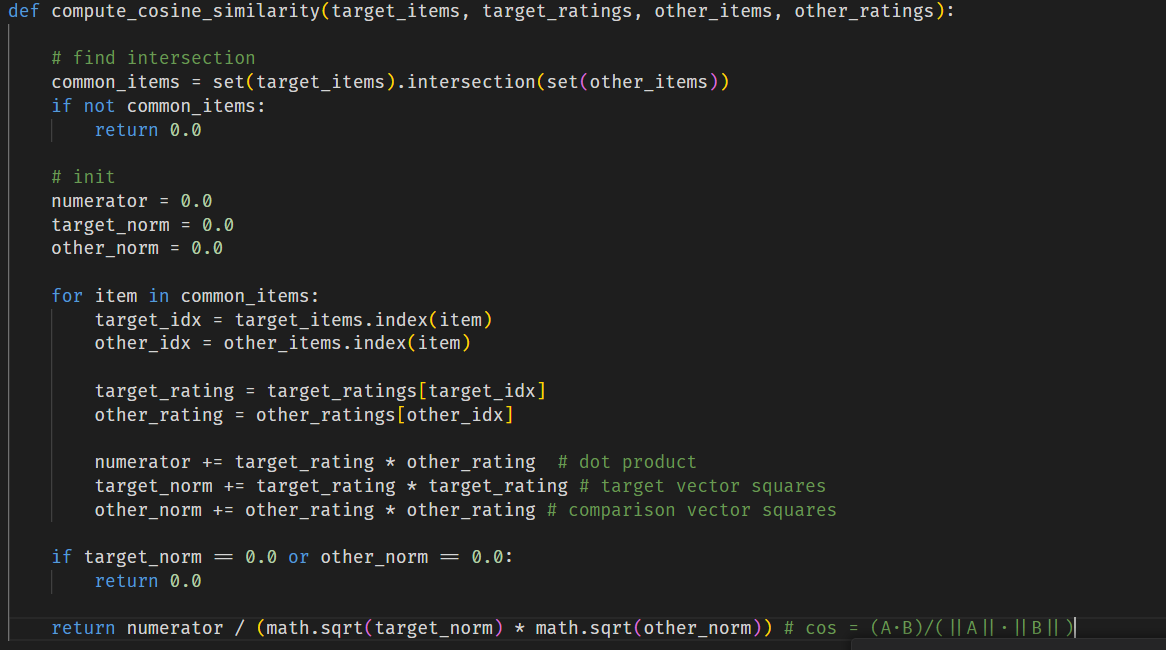 def compute_cosine_similarity(target_items, target_ratings, other_items, other_ratings):
# find intersection
common_items = set(target_items).intersection(set(other_items))
if not common_items:
return 0.0
# init
numerator = 0.0
target_norm = 0.0
other_norm = 0.0
for item in common_items:
target_idx = target_items.index(item)
other_idx = other_items.index(item)
target_rating = target_ratings[target_idx]
other_rating = other_ratings[other_idx]
numerator += target_rating * other_rating  # dot product
target_norm += target_rating * target_rating # target vector squares
other_norm += other_rating * other_rating # comparison vector squares
if target_norm == 0.0 or other_norm == 0.0:
return 0.0
return numerator / (math.sqrt(target_norm) * math.sqrt(other_norm)) # cos = (A·B)/(||A||·||B||)